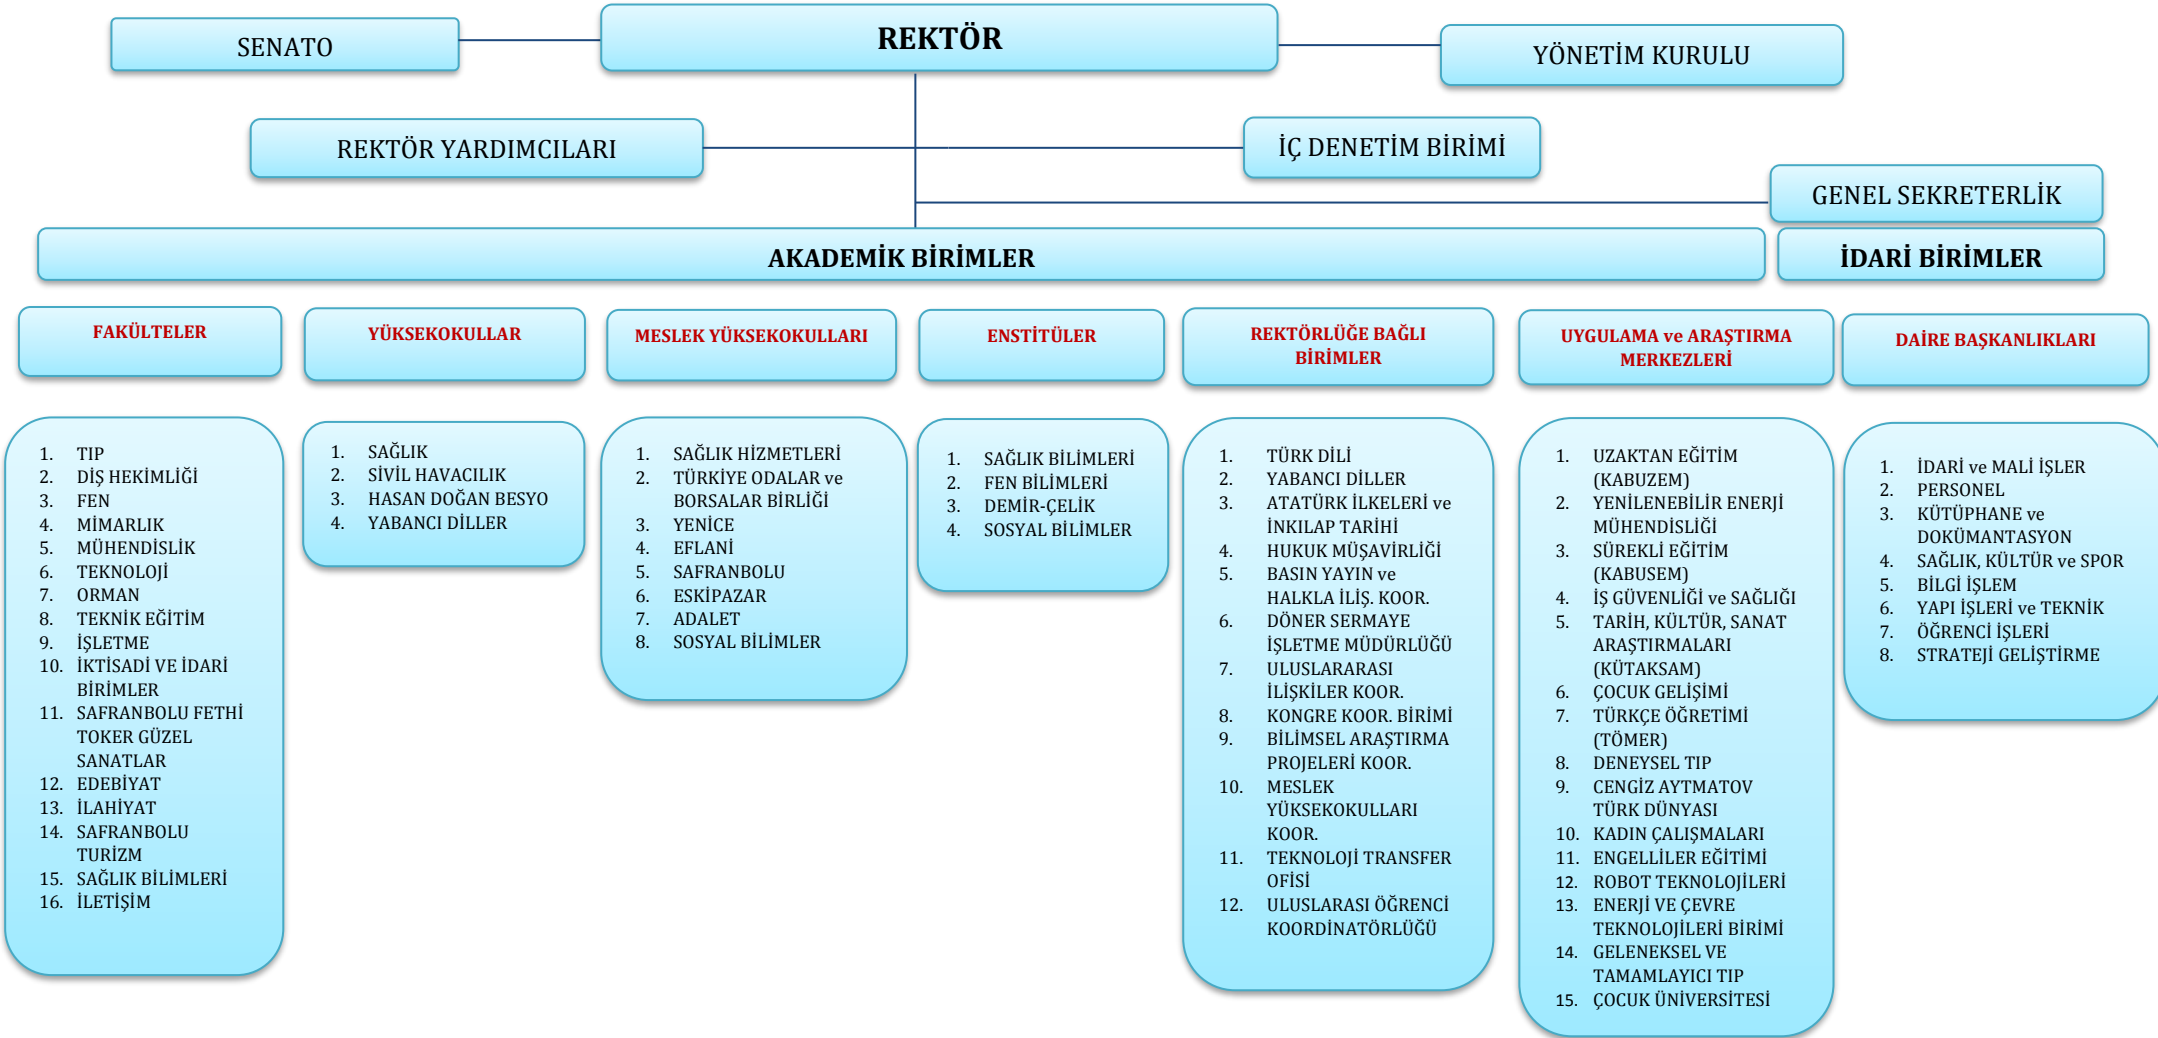 SENATO
REKTÖR
YÖNETİM KURULU
REKTÖR YARDIMCILARI
İÇ DENETİM BİRİMİ
GENEL SEKRETERLİK
AKADEMİK BİRİMLER
İDARİ BİRİMLER
FAKÜLTELER
1. TIP
2. DİŞ HEKİMLİĞİ
3. FEN
4. MİMARLIK
5. MÜHENDİSLİK
6. TEKNOLOJİ
7. ORMAN
8. TEKNİK EĞİTİM
9. İŞLETME
10. İKTİSADİ VE İDARİ
BİRİMLER
11. SAFRANBOLU FETHİ
TOKER GÜZEL
SANATLAR
12. EDEBİYAT
13. İLAHİYAT
14. SAFRANBOLU
TURİZM
15. SAĞLIK BİLİMLERİ
16. İLETİŞİM
YÜKSEKOKULLAR
1. SAĞLIK
2. SİVİL HAVACILIK
3. HASAN DOĞAN BESYO
4. YABANCI DİLLER
MESLEK YÜKSEKOKULLARI
1. SAĞLIK HİZMETLERİ
2. TÜRKİYE ODALAR ve
BORSALAR BİRLİĞİ
3. YENİCE
4. EFLANİ
5. SAFRANBOLU
6. ESKİPAZAR
7. ADALET
8. SOSYAL BİLİMLER
ENSTİTÜLER
1. SAĞLIK BİLİMLERİ
2. FEN BİLİMLERİ
3. DEMİR-ÇELİK
4. SOSYAL BİLİMLER
REKTÖRLÜĞE BAĞLI
BİRİMLER
1. TÜRK DİLİ
2. YABANCI DİLLER
3. ATATÜRK İLKELERİ ve
İNKILAP TARİHİ
4. HUKUK MÜŞAVİRLİĞİ
5. BASIN YAYIN ve
HALKLA İLİŞ. KOOR.
6. DÖNER SERMAYE
İŞLETME MÜDÜRLÜĞÜ
7. ULUSLARARASI
İLİŞKİLER KOOR.
8. KONGRE KOOR. BİRİMİ
9. BİLİMSEL ARAŞTIRMA
PROJELERİ KOOR.
10. MESLEK
YÜKSEKOKULLARI
KOOR.
11. TEKNOLOJİ TRANSFER
OFİSİ
12. ULUSLARASI ÖĞRENCİ
KOORDİNATÖRLÜĞÜ
UYGULAMA ve ARAŞTIRMA
MERKEZLERİ
1. UZAKTAN EĞİTİM
(KABUZEM)
2. YENİLENEBİLİR ENERJİ
MÜHENDİSLİĞİ
3. SÜREKLİ EĞİTİM
(KABUSEM)
4. İŞ GÜVENLİĞİ ve SAĞLIĞI
5. TARİH, KÜLTÜR, SANAT
ARAŞTIRMALARI
(KÜTAKSAM)
6. ÇOCUK GELİŞİMİ
7. TÜRKÇE ÖĞRETİMİ
(TÖMER)
8. DENEYSEL TIP
9. CENGİZ AYTMATOV
TÜRK DÜNYASI
10. KADIN ÇALIŞMALARI
11. ENGELLİLER EĞİTİMİ
12. ROBOT TEKNOLOJİLERİ
13. ENERJİ VE ÇEVRE
TEKNOLOJİLERİ BİRİMİ
14. GELENEKSEL VE
TAMAMLAYICI TIP
15. ÇOCUK ÜNİVERSİTESİ
DAİRE BAŞKANLIKLARI
1. İDARİ ve MALİ İŞLER
2. PERSONEL
3. KÜTÜPHANE ve
DOKÜMANTASYON
4. SAĞLIK, KÜLTÜR ve SPOR
5. BİLGİ İŞLEM
6. YAPI İŞLERİ ve TEKNİK
7. ÖĞRENCİ İŞLERİ
8. STRATEJİ GELİŞTİRME